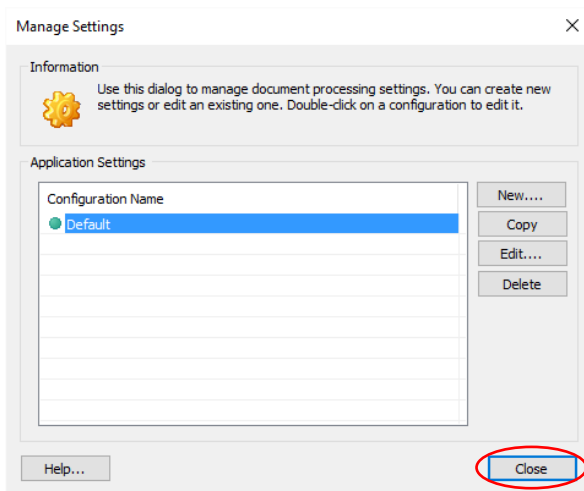 Manage Settings
Information
Use this dialog to manage document processing settings. You can create new
settings or edit an existing one. Double-click on a configuration to edit it.
Application Settings
Configuration Name
Default
New....
Copy
Edit....
Delete
Help...
Close